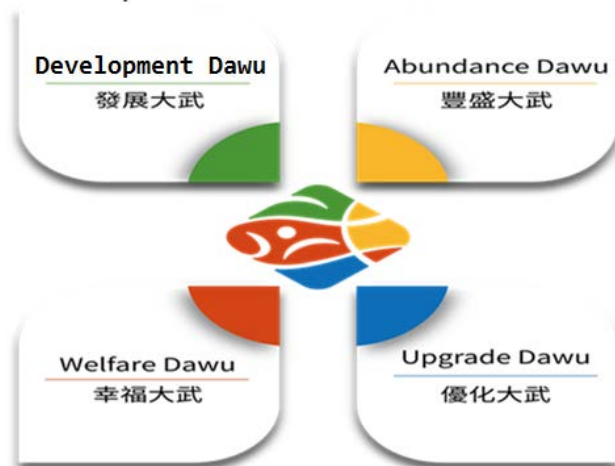 Development Dawu
發展大武
Abundance Dawu
豐盛大武
Welfare Dawu
幸福大武
Upgrade Dawu
優化大武